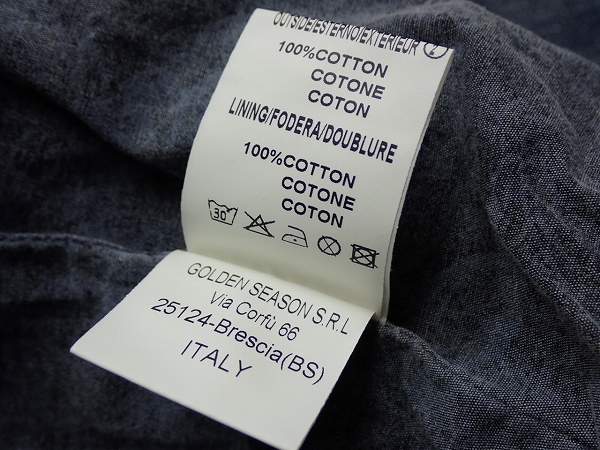 OUTSIDE/ESTERNO/EXTERIEUR
100%COTTON
COTONE
COTON
LINING/FODERA/DOUBLURE
100%COTTON
COTONE
COTON
30°
GOLDEN SEASON S.R.L
Via Corfù 66
25124-Brescia(BS)
ITALY